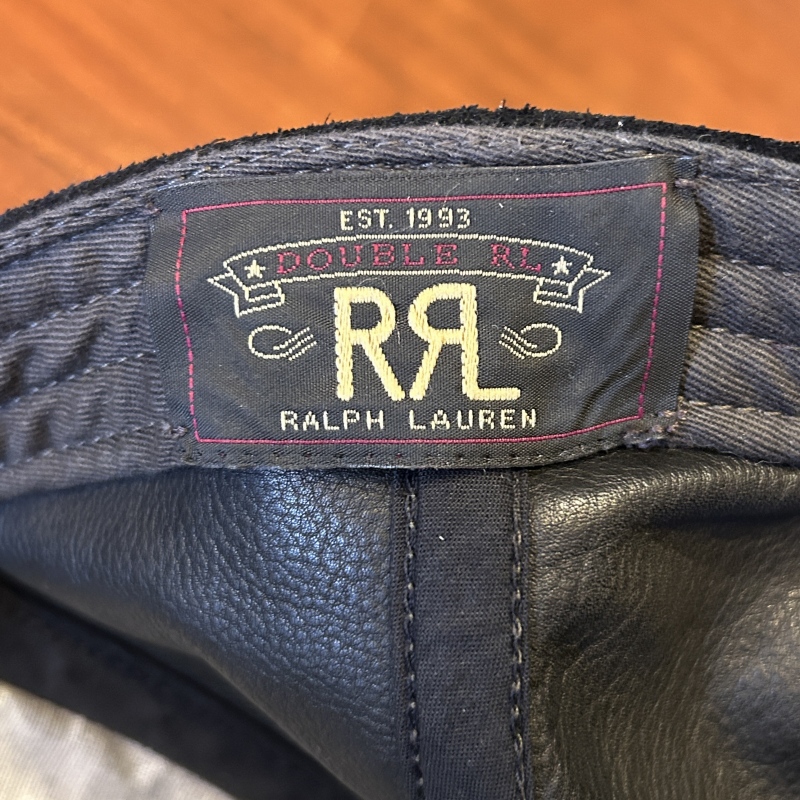 EST. 1993
DOUBLE RL
RRL
RALPH LAUREN